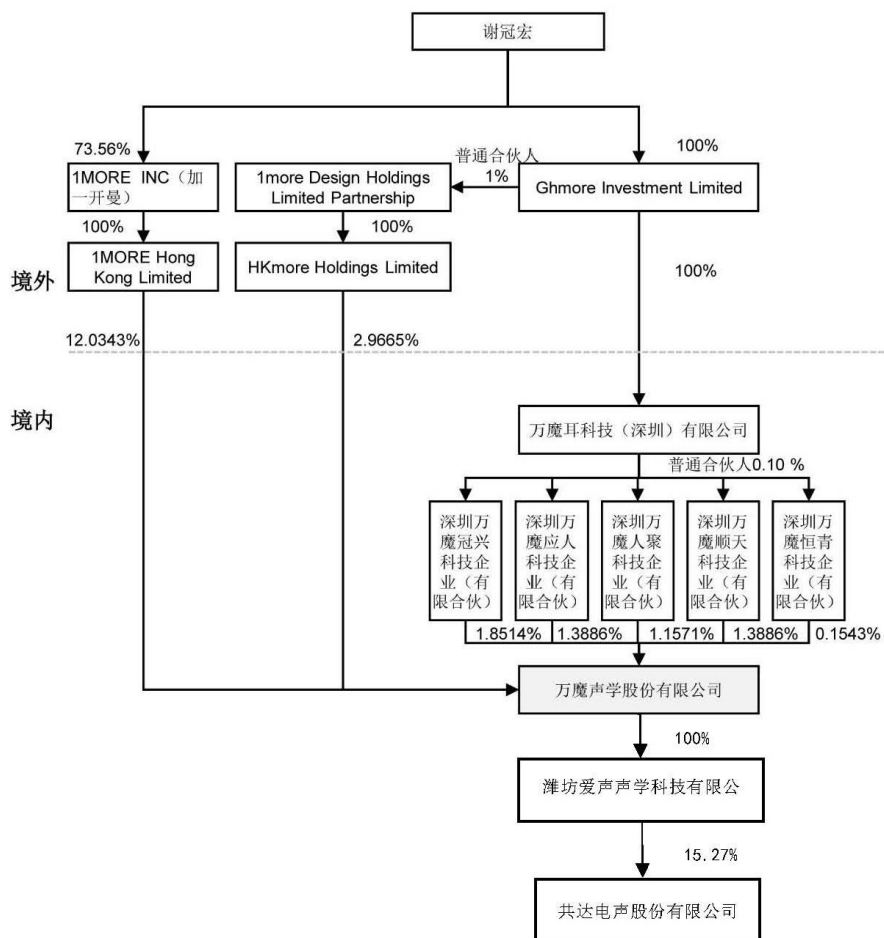 谢冠宏
73.56%
普通合伙人
1%
100%
1MORE INC（加
一开曼）
1more Design Holdings
Limited Partnership
Ghmore Investment Limited
100%
100%
境外
1MORE Hong
Kong Limited
HKmore Holdings Limited
100%
12.0343%
2.9665%
境内
万魔耳科技（深圳）有限公司
普通合伙人0.10 %
深圳万
魔冠兴
科技企
业（有
限合伙）
深圳万
魔应人
科技企
业（有
限合伙）
深圳万
魔人聚
科技企
业（有
限合伙）
深圳万
魔顺天
科技企
业（有
限合伙）
深圳万
魔恒青
科技企
业（有
限合伙）
1.8514%
1.3886%
1.1571%
1.3886%
0.1543%
万魔声学股份有限公司
100%
潍坊爱声声学科技有限公
15.27%
共达电声股份有限公司